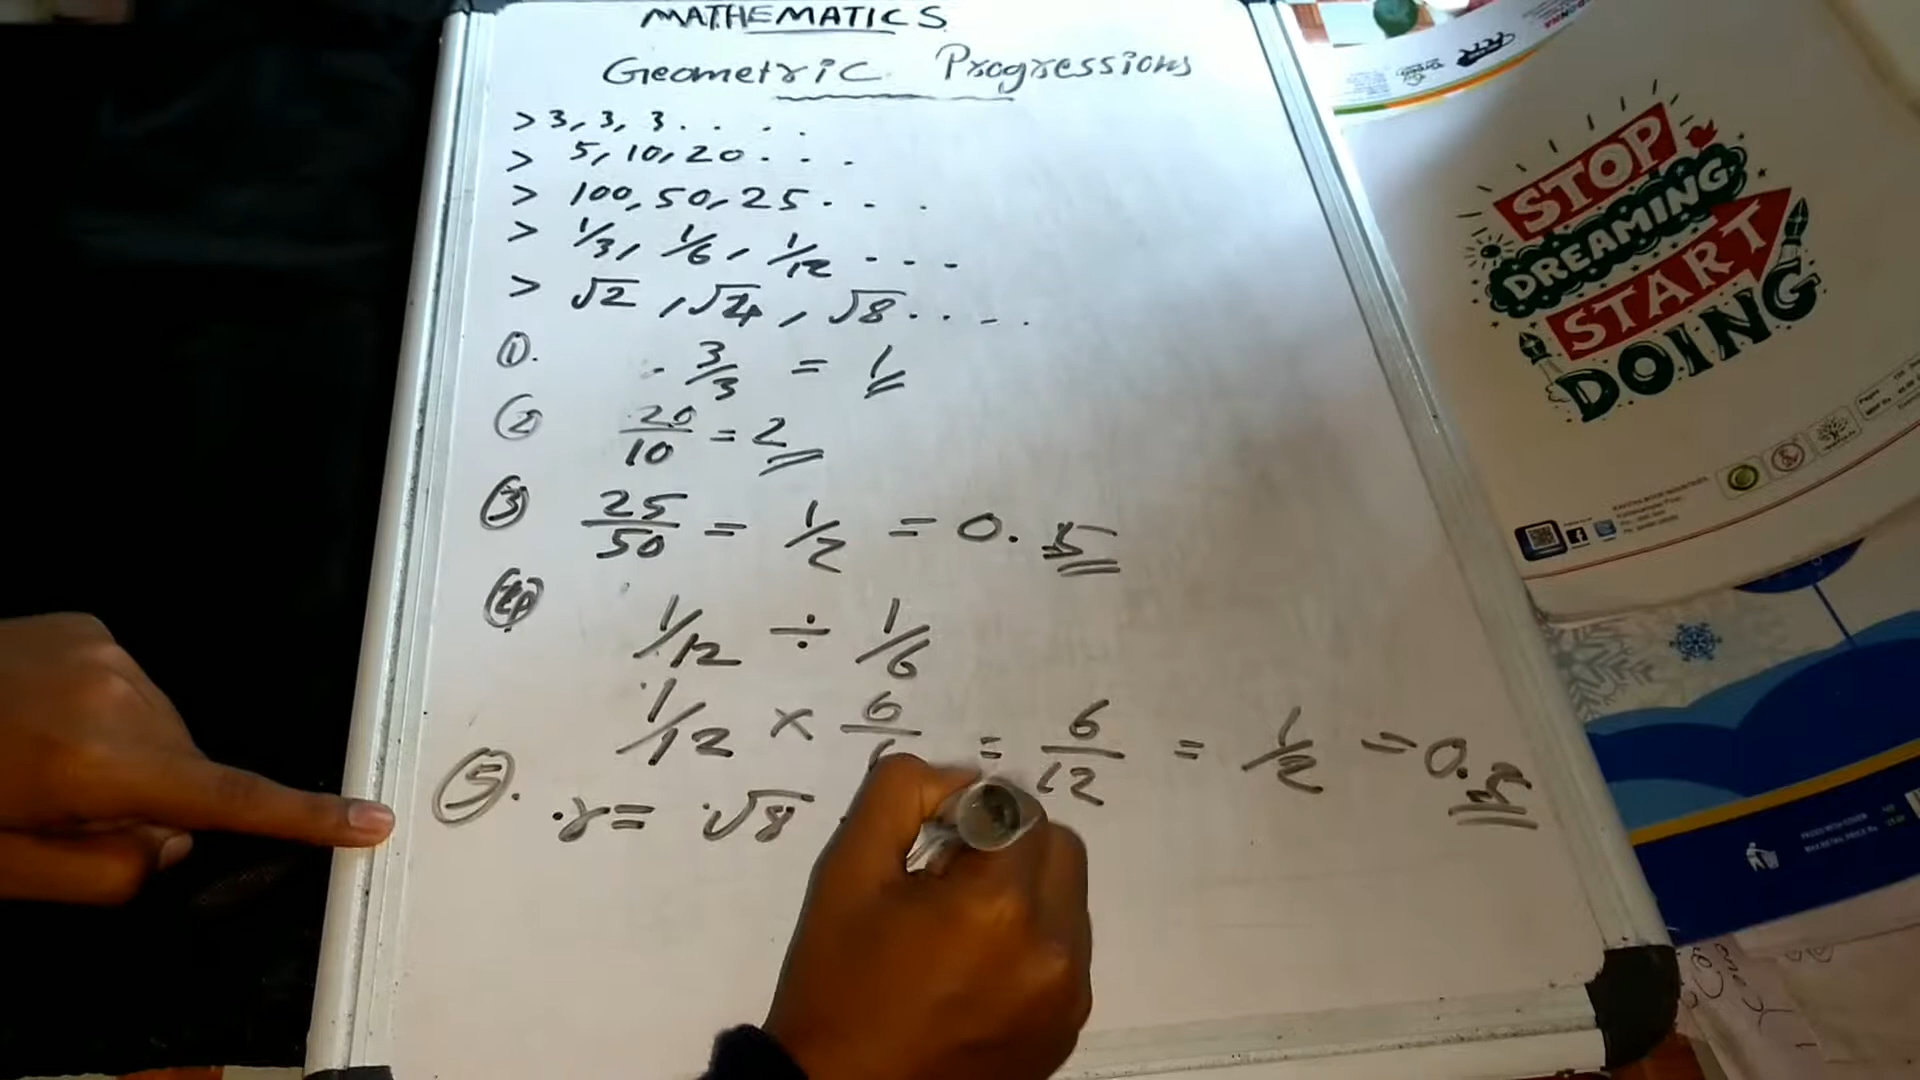 MATHEMATICS
Geometric Progressions
> 3, 3, 3 . . . .
> 5, 10, 20 . . .
> 100, 50, 25 . . .
> 1/3, 1/6, 1/12 . . .
> √2, √4, √8 . . . .
①. 3/3 = 1
② 20/10 = 2
③ 25/50 = 1/2 = 0.5
④ 1/12 ÷ 1/6
1/12 × 6/ = 6/12 = 1/2 = 0.5
⑤. r = √8
STOP
DREAMING
START
DOING